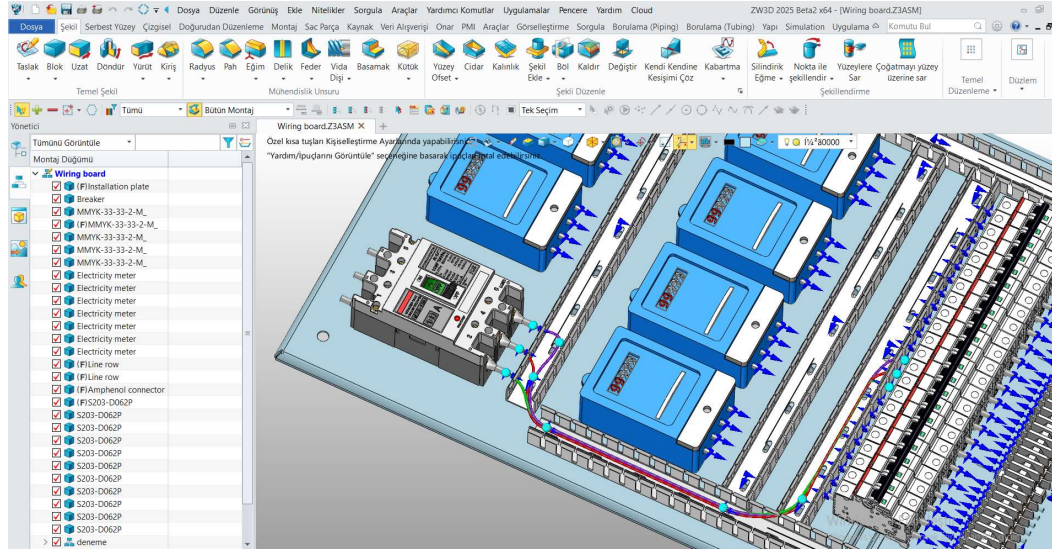 Dosya Düzenle Görünüş Ekle Nitelikler Sorgula Araçlar Yardımcı Komutlar Uygulamalar Pencere Yardım Cloud
ZW3D 2025 Beta2 x64 - [Wiring board.Z3ASM]
Dosya Şekil Serbest Yüzey Çizgisel Doğurudan Düzenleme Montaj Sac Parça Kaynak Veri Alışverişi Onar PMI Araçlar Görselleştirme Sorgula Borulama (Piping) Borulama (Tubing) Yapı Simulation Uygulama Komutu Bul
Taslak Blok Uzat Döndür Yürüt Kiriş Radyus Pah Eğim Delik Feder Vida Dişi Basamak Kütük Yüzey Ofset Cidar Kalınlık Şekil Ekle Böl Kaldır Değiştir Kendi Kendine Kesişimi Çöz Kabartma Silindirik Eğme Nokta ile şekillendir Yüzeylere Sar Çoğatmayı yüzey üzerine sar Temel Düzenleme Düzlem
Temel Şekil Mühendislik Unsuru Şekli Düzenle Şekillendirme
Tümü Bütün Montaj Tek Seçim
Yönetici
Wiring board.Z3ASM
Tümünü Görüntüle
Özel kısa tuşları Kişiselleştirme Ayarlarında yapabilirsiniz.
"Yardım/İpuçlarını Görüntüle" seçeneğine basarak ipuçları iptal edebilirsiniz.
Montaj Düğümü
Wiring board
(F)Installation plate
Breaker
MMYK-33-33-2-M_
(F)MMYK-33-33-2-M_
MMYK-33-33-2-M_
MMYK-33-33-2-M_
MMYK-33-33-2-M_
Electricity meter
Electricity meter
Electricity meter
Electricity meter
Electricity meter
Electricity meter
Electricity meter
(F)Line row
(F)Line row
(F)Amphenol connector
(F)S203-D062P
S203-D062P
S203-D062P
S203-D062P
S203-D062P
S203-D062P
S203-D062P
S203-D062P
S203-D062P
S203-D062P
S203-D062P
deneme